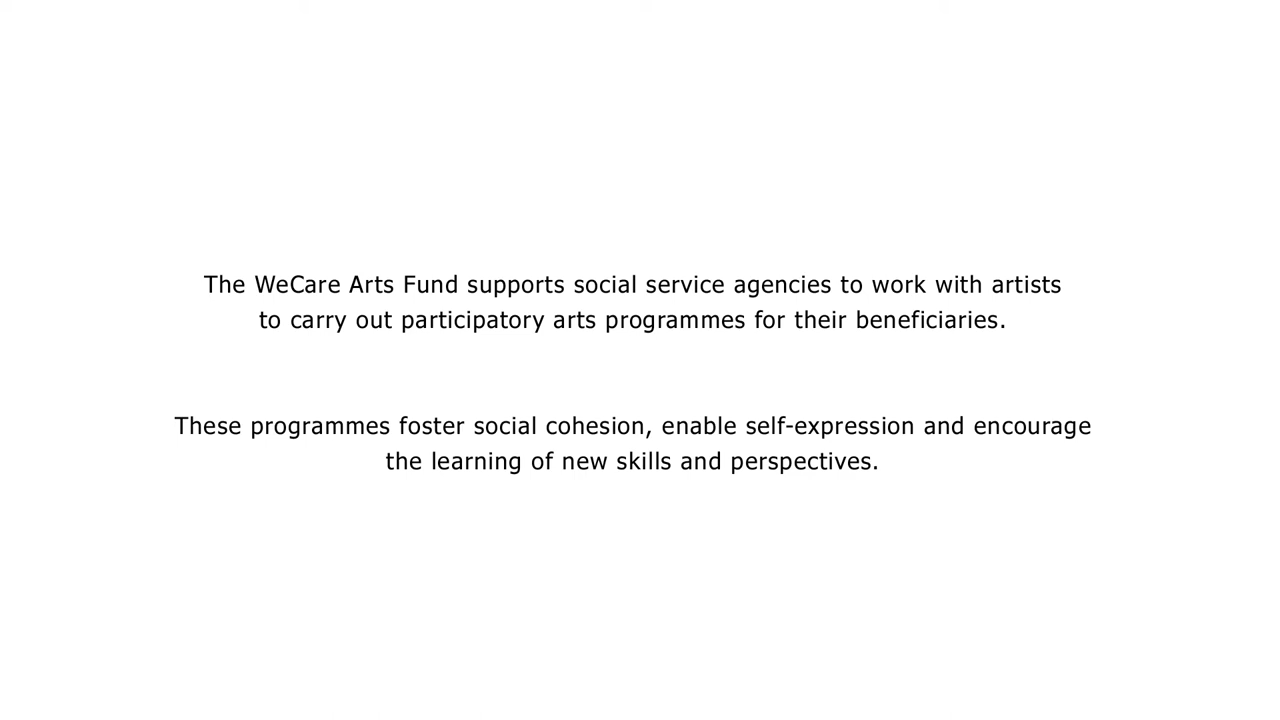 The WeCare Arts Fund supports social service agencies to work with artists
to carry out participatory arts programmes for their beneficiaries.
These programmes foster social cohesion, enable self-expression and encourage
the learning of new skills and perspectives.